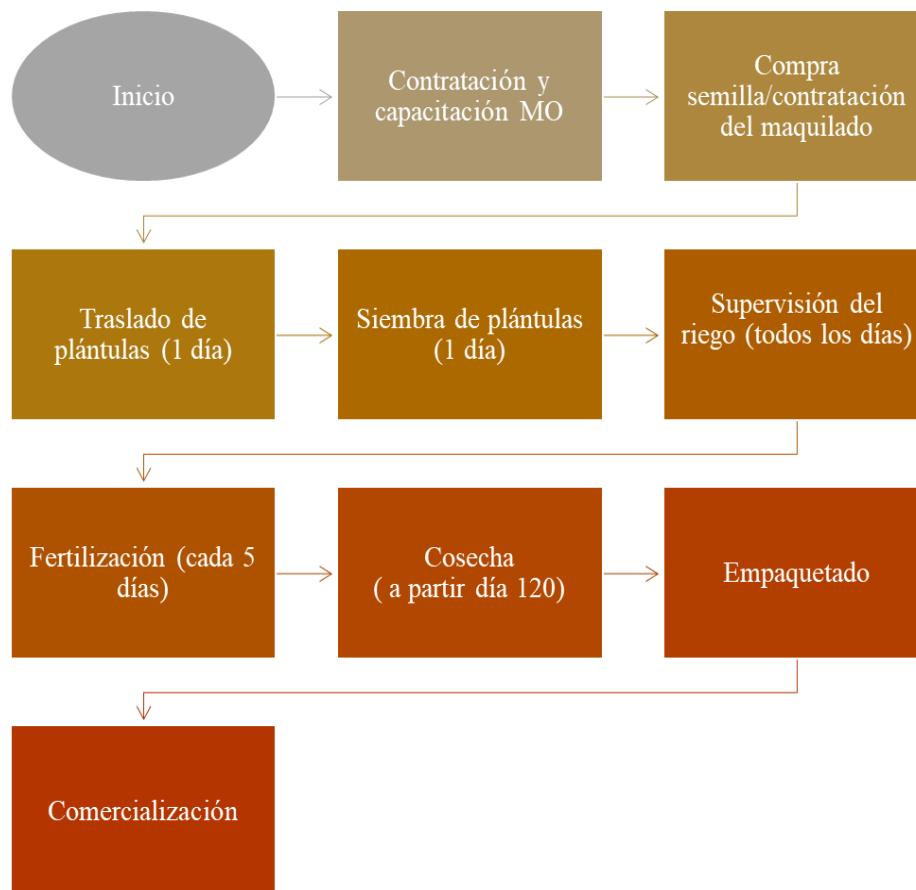 Inicio
Contratación y
capacitación MO
Compra
semilla/contratación
del maquilado
Traslado de
plántulas (1 día)
Siembra de plántulas
(1 día)
Supervisión del
riego (todos los días)
Fertilización (cada 5
días)
Cosecha
( a partir día 120)
Empaquetado
Comercialización